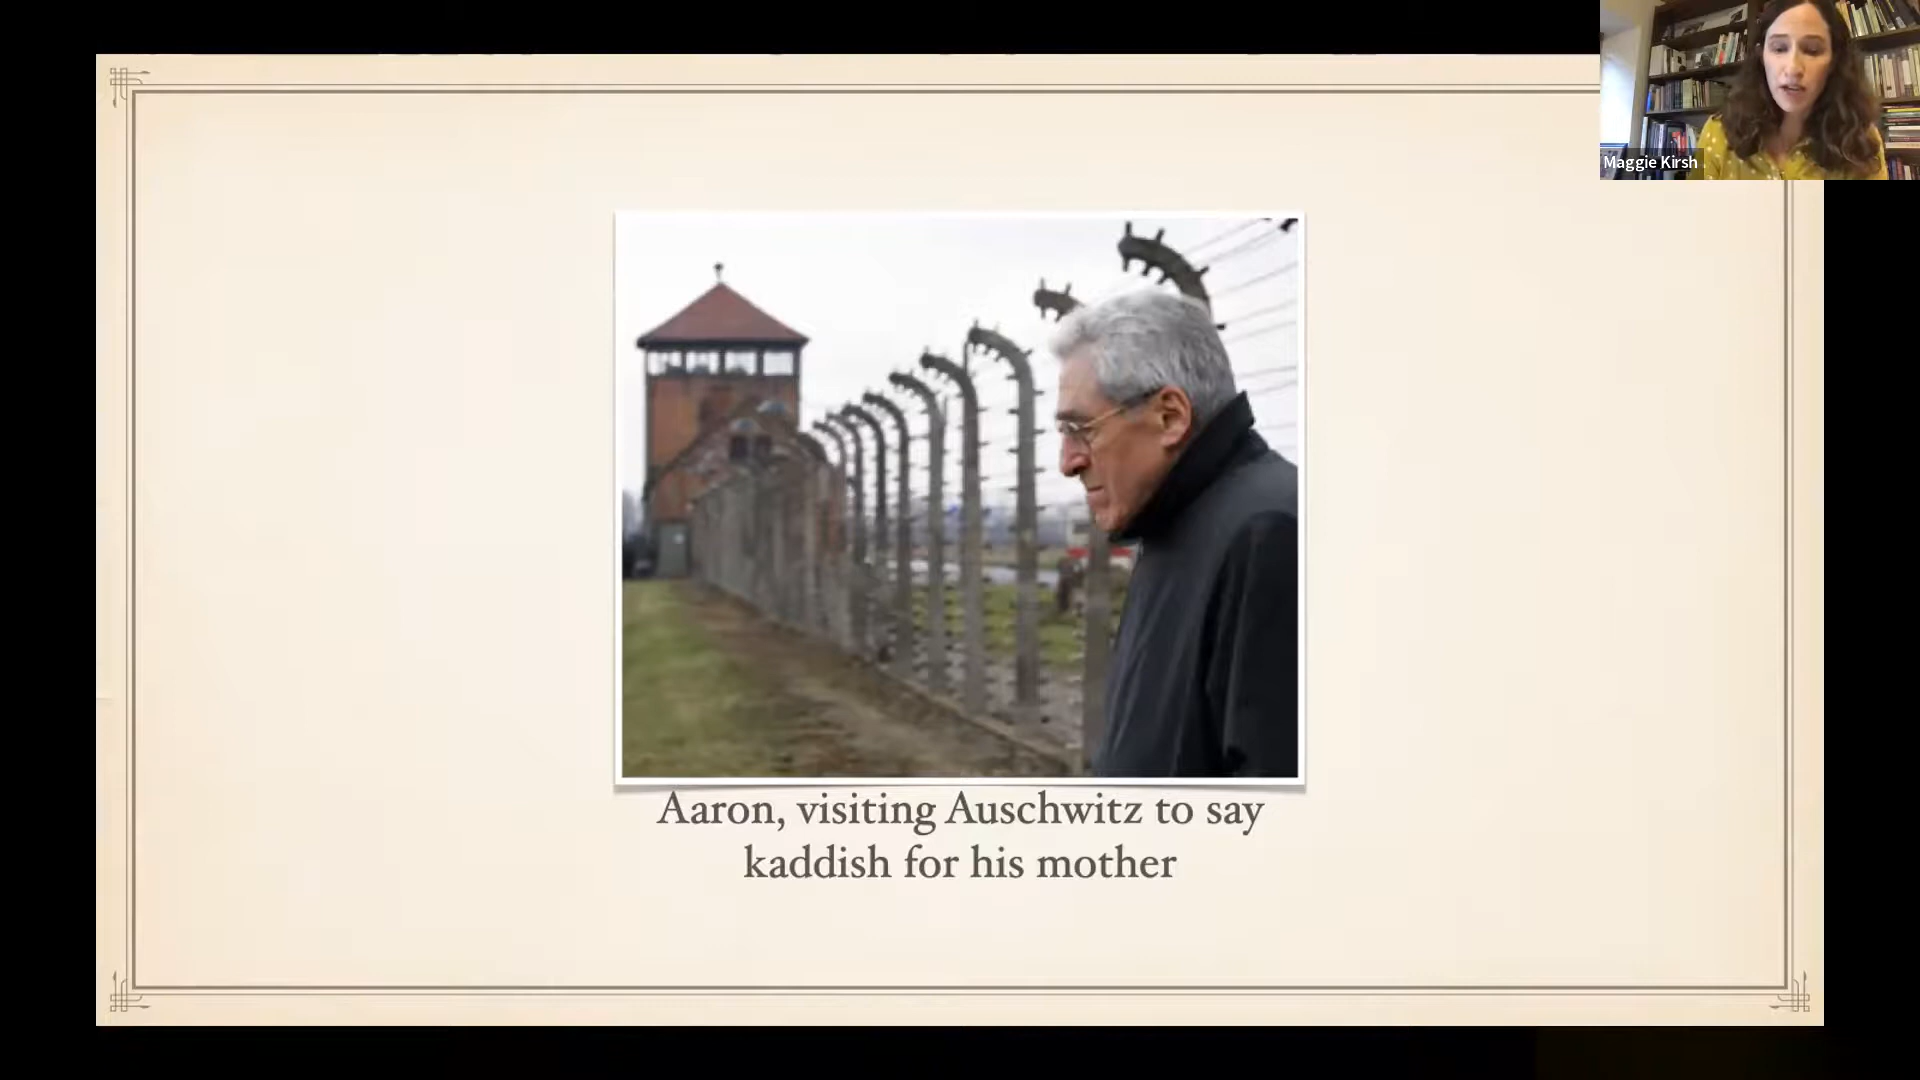 Maggie Kirsh
Aaron, visiting Auschwitz to say
kaddish for his mother